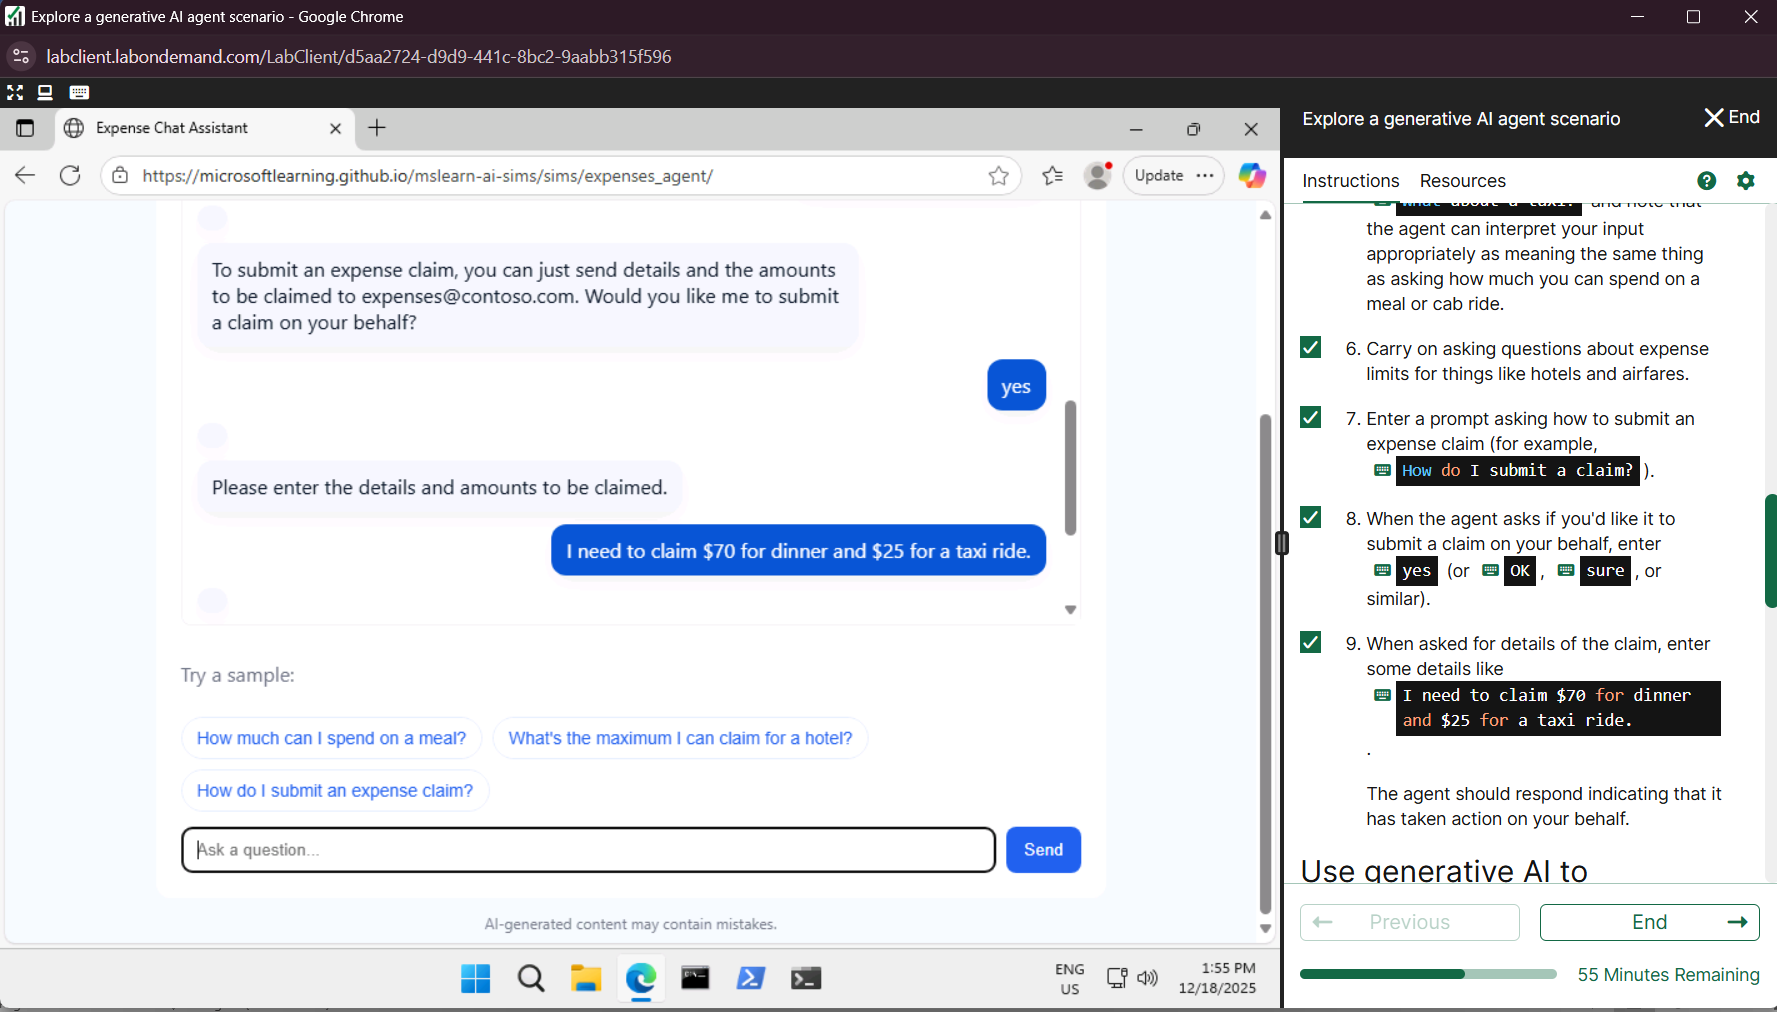 Explore a generative AI agent scenario - Google Chrome
labclient.labondemand.com/LabClient/d5aa2724-d9d9-441c-8bc2-9aabb315f596
Expense Chat Assistant
https://microsoftlearning.github.io/mslearn-ai-sims/sims/expenses_agent/
Update
To submit an expense claim, you can just send details and the amounts
to be claimed to expenses@contoso.com. Would you like me to submit
a claim on your behalf?
yes
Please enter the details and amounts to be claimed.
I need to claim $70 for dinner and $25 for a taxi ride.
Try a sample:
How much can I spend on a meal?
What's the maximum I can claim for a hotel?
How do I submit an expense claim?
Ask a question...
Send
AI-generated content may contain mistakes.
ENG
US
1:55 PM
12/18/2025
Explore a generative AI agent scenario
End
Instructions
Resources
what about a taxi? and note that
the agent can interpret your input
appropriately as meaning the same thing
as asking how much you can spend on a
meal or cab ride.
6. Carry on asking questions about expense
limits for things like hotels and airfares.
7. Enter a prompt asking how to submit an
expense claim (for example,
How do I submit a claim? ).
8. When the agent asks if you'd like it to
submit a claim on your behalf, enter
yes (or OK , sure , or
similar).
9. When asked for details of the claim, enter
some details like
I need to claim $70 for dinner
and $25 for a taxi ride.
.
The agent should respond indicating that it
has taken action on your behalf.
Use generative AI to
Previous
End
55 Minutes Remaining